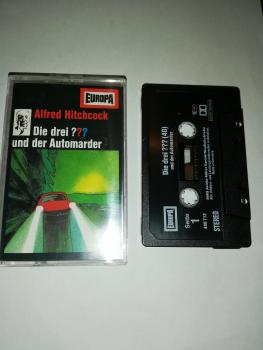 EUROPA
Alfred Hitchcock
Die drei ???
und der Automarder
Die drei ??? (40)
und der Automarder
EUROPA
Seite
1
STEREO